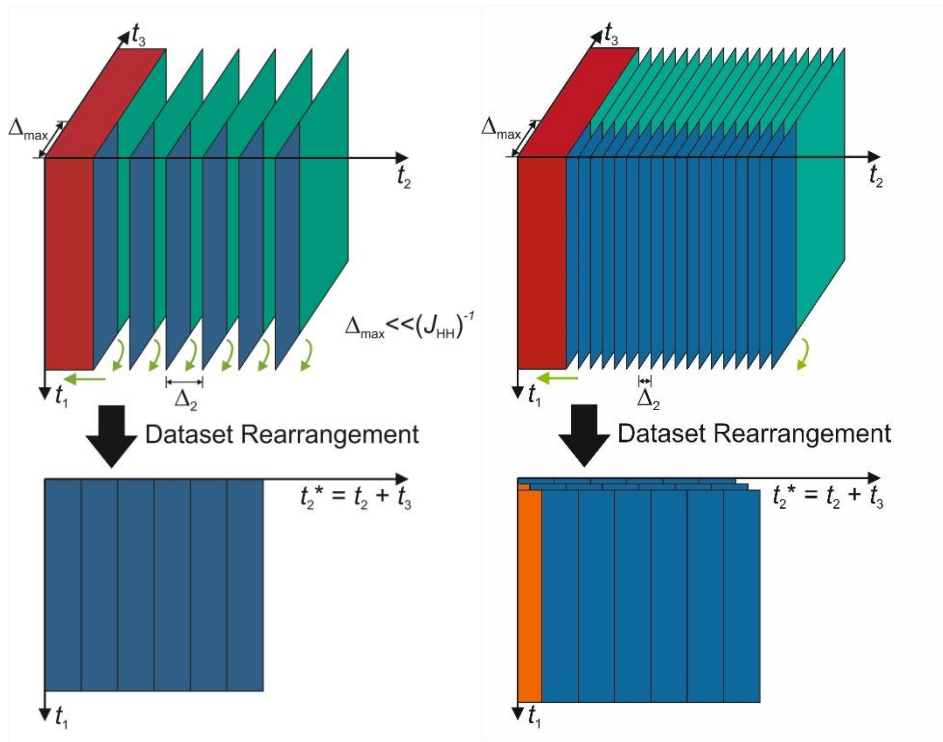 t₃
Δmax
t₂
Δmax<<(J_HH)⁻¹
t₁
Δ₂
Dataset Rearrangement
t₂* = t₂ + t₃
t₁
t₃
Δmax
t₂
t₁
Δ₂
Dataset Rearrangement
t₂* = t₂ + t₃
t₁